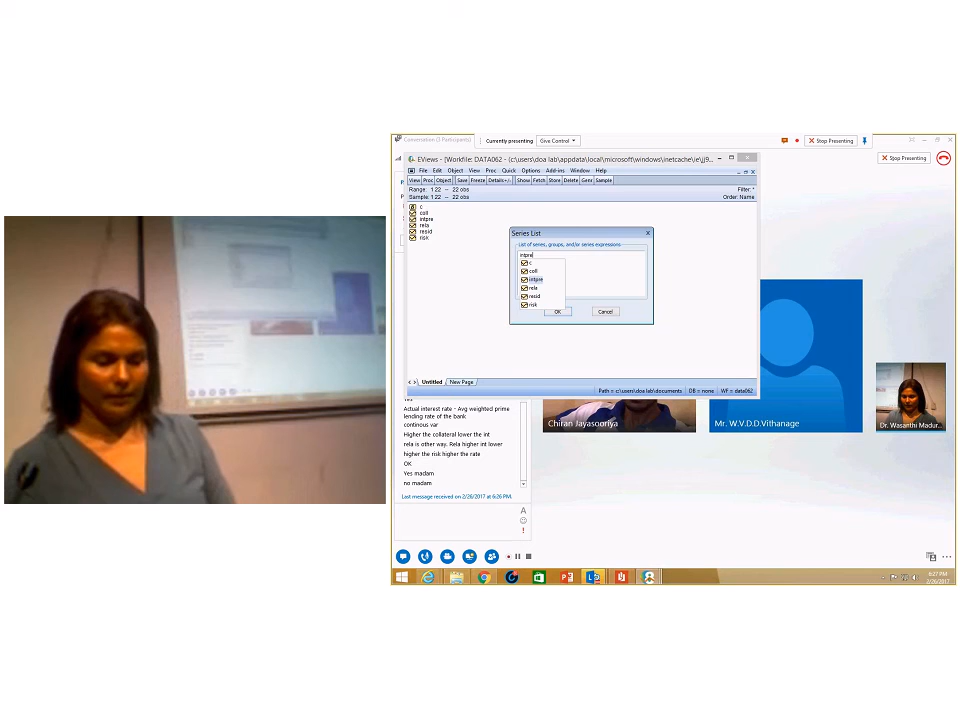 Conversation (3 Participants)
Currently presenting
Give Control
Stop Presenting
Stop Presenting
EViews - [Workfile: DATA062 - (c:\users\doa lab\appdata\local\microsoft\windows\inetcache\ie\jj9...
File Edit Object View Proc Quick Options Add-ins Window Help
View Proc Object Save Freeze Details+/- Show Fetch Store Delete Genr Sample
Range: 1 22 -- 22 obs
Filter: *
Sample: 1 22 -- 22 obs
Order: Name
c
coll
intpre
rela
resid
risk
Series List
List of series, groups, and/or series expressions
intpre
c
coll
intpre
rela
resid
risk
OK
Cancel
Untitled
New Page
Path = c:\users\doa lab\documents DB = none WF = data062
Yes
Actual interest rate - Avg weighted prime
lending rate of the bank
continous var
Higher the collateral lower the int
rela is other way. Rela higher int lower
higher the risk higher the rate
OK
Yes madam
no madam
Last message received on 2/26/2017 at 6:26 PM.
Chiran Jayasooriya
Mr. W.V.D.D.Vithanage
Dr. Wasanthi Madur...
6:27 PM
2/26/2017